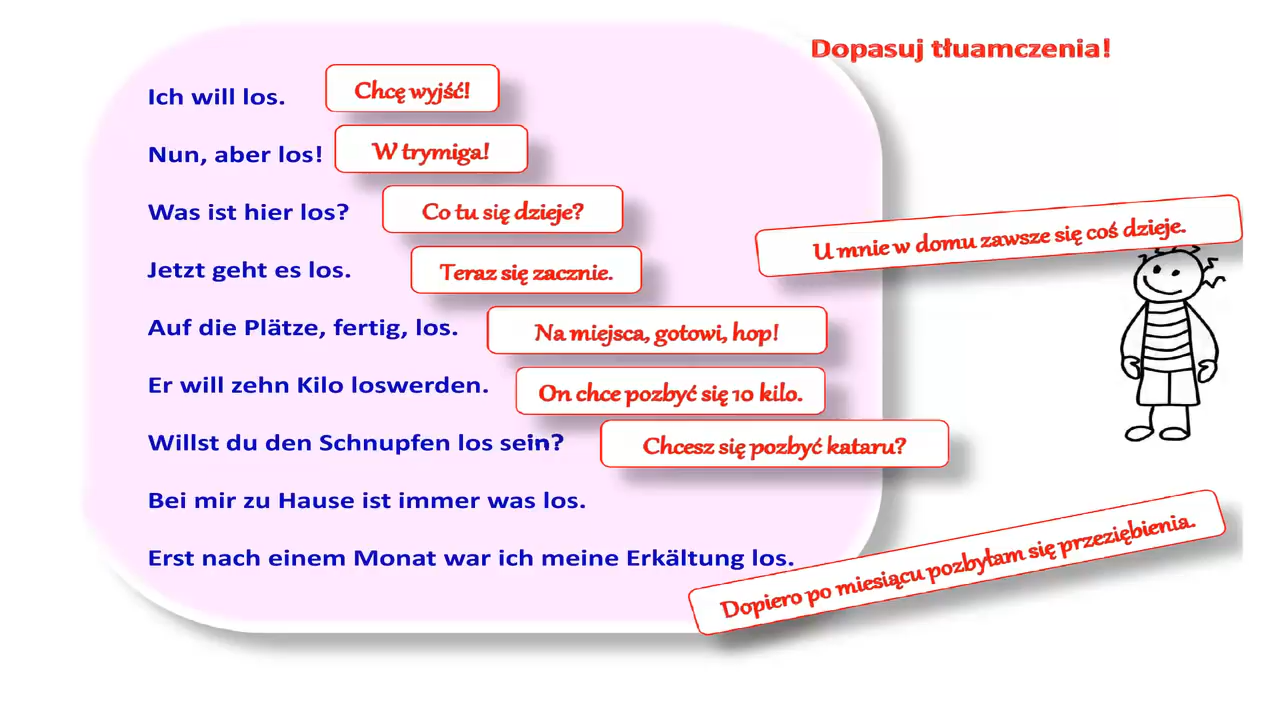 Dopasuj tłuamczenia!
Ich will los.
Chcę wyjść!
Nun, aber los!
W trymiga!
Was ist hier los?
Co tu się dzieje?
Jetzt geht es los.
Teraz się zacznie.
Auf die Plätze, fertig, los.
Na miejsca, gotowi, hop!
Er will zehn Kilo loswerden.
On chce pozbyć się 10 kilo.
Willst du den Schnupfen los sein?
Chcesz się pozbyć kataru?
Bei mir zu Hause ist immer was los.
U mnie w domu zawsze się coś dzieje.
Erst nach einem Monat war ich meine Erkältung los.
Dopiero po miesiącu pozbyłam się przeziębienia.